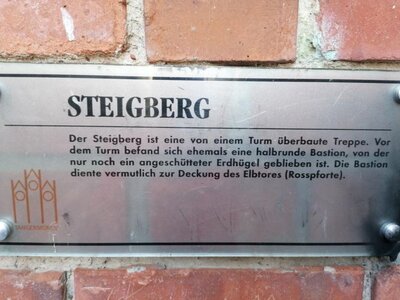 STEIGBERG
Der Steigberg ist eine von einem Turm überbaute Treppe. Vor
dem Turm befand sich ehemals eine halbrunde Bastion, von der
nur noch ein angeschütteter Erdhügel geblieben ist. Die Bastion
diente vermutlich zur Deckung des Elbtores (Rosspforte).
TANGERMÜNDE